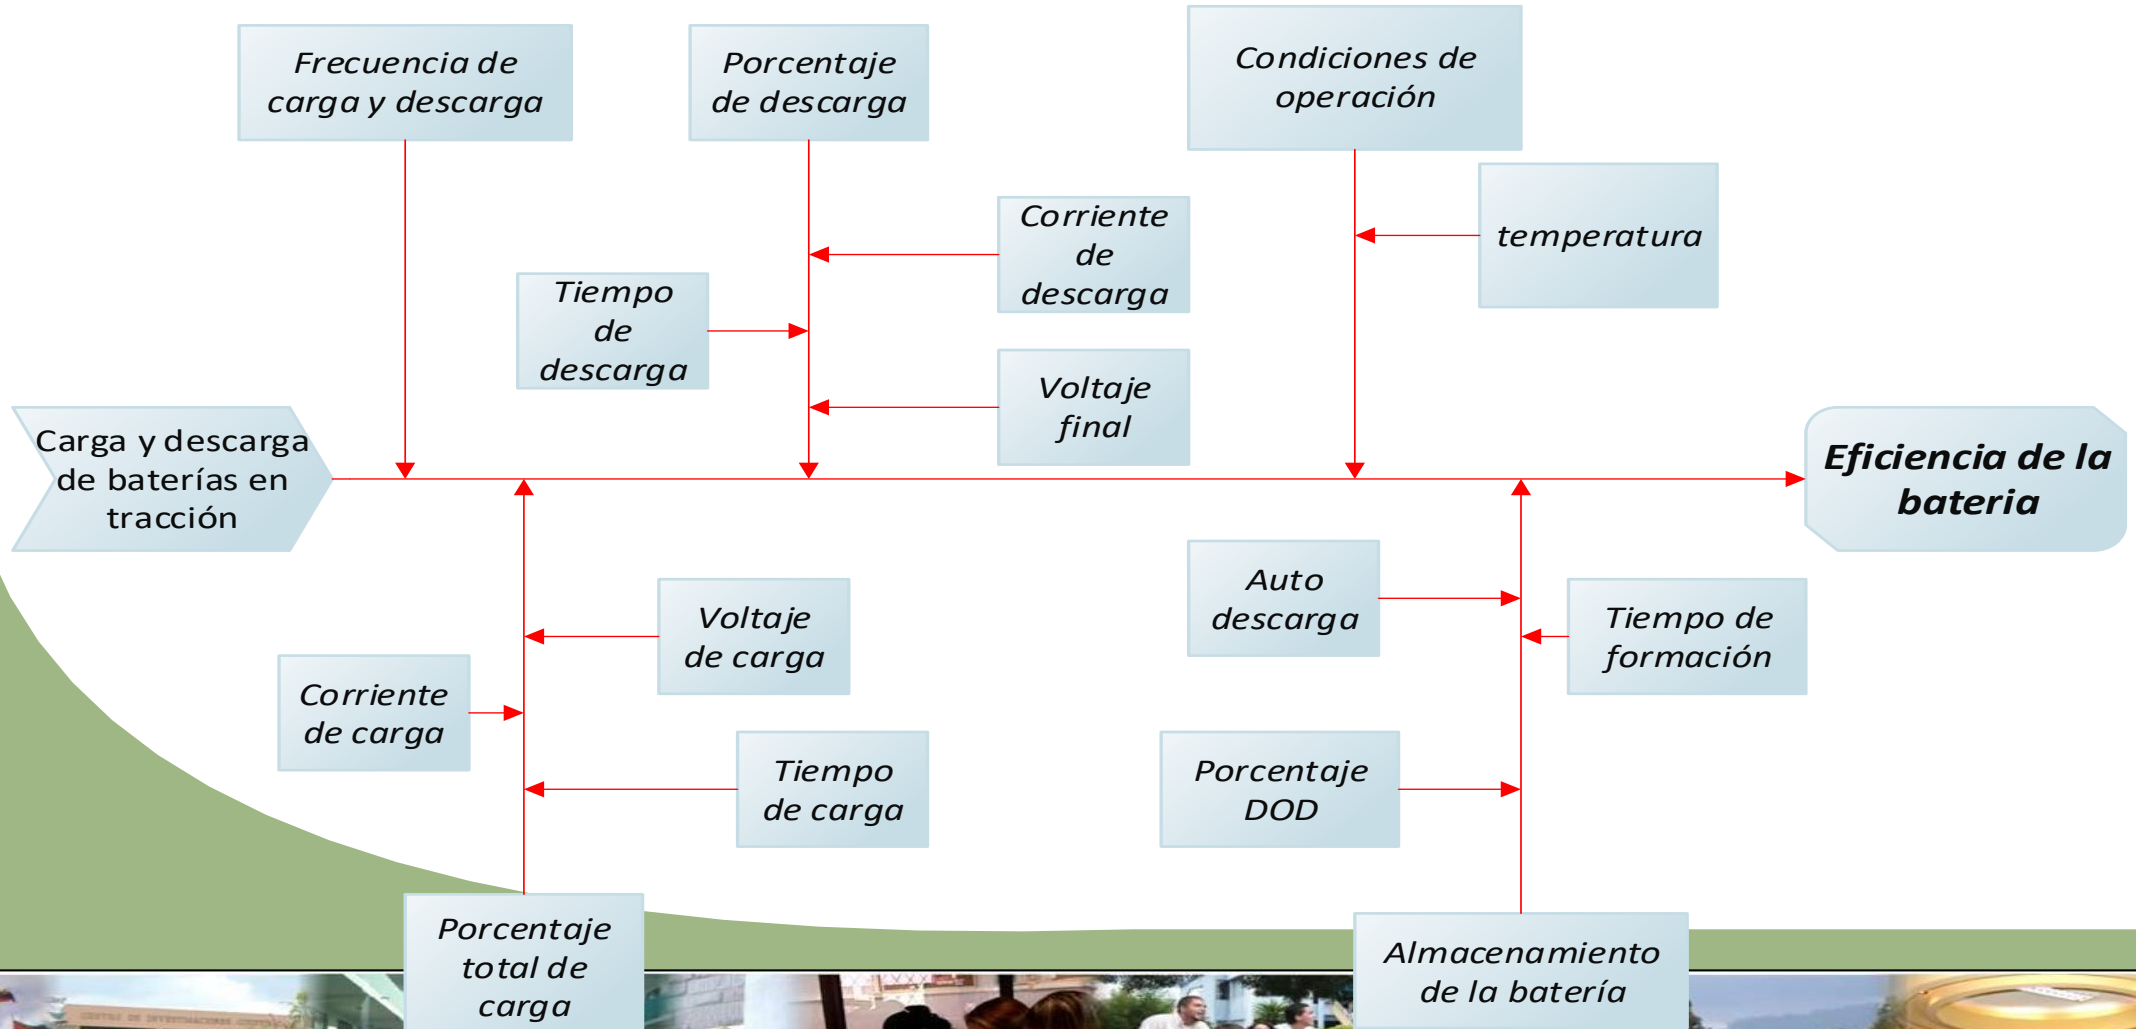 Frecuencia de
carga y descarga
Porcentaje
de descarga
Condiciones de
operación
temperatura
Corriente
de
descarga
Tiempo
de
descarga
Voltaje
final
Carga y descarga
de baterías en
tracción
Eficiencia de la
bateria
Auto
descarga
Tiempo de
formación
Voltaje
de carga
Corriente
de carga
Tiempo
de carga
Porcentaje
DOD
Porcentaje
total de
carga
Almacenamiento
de la batería